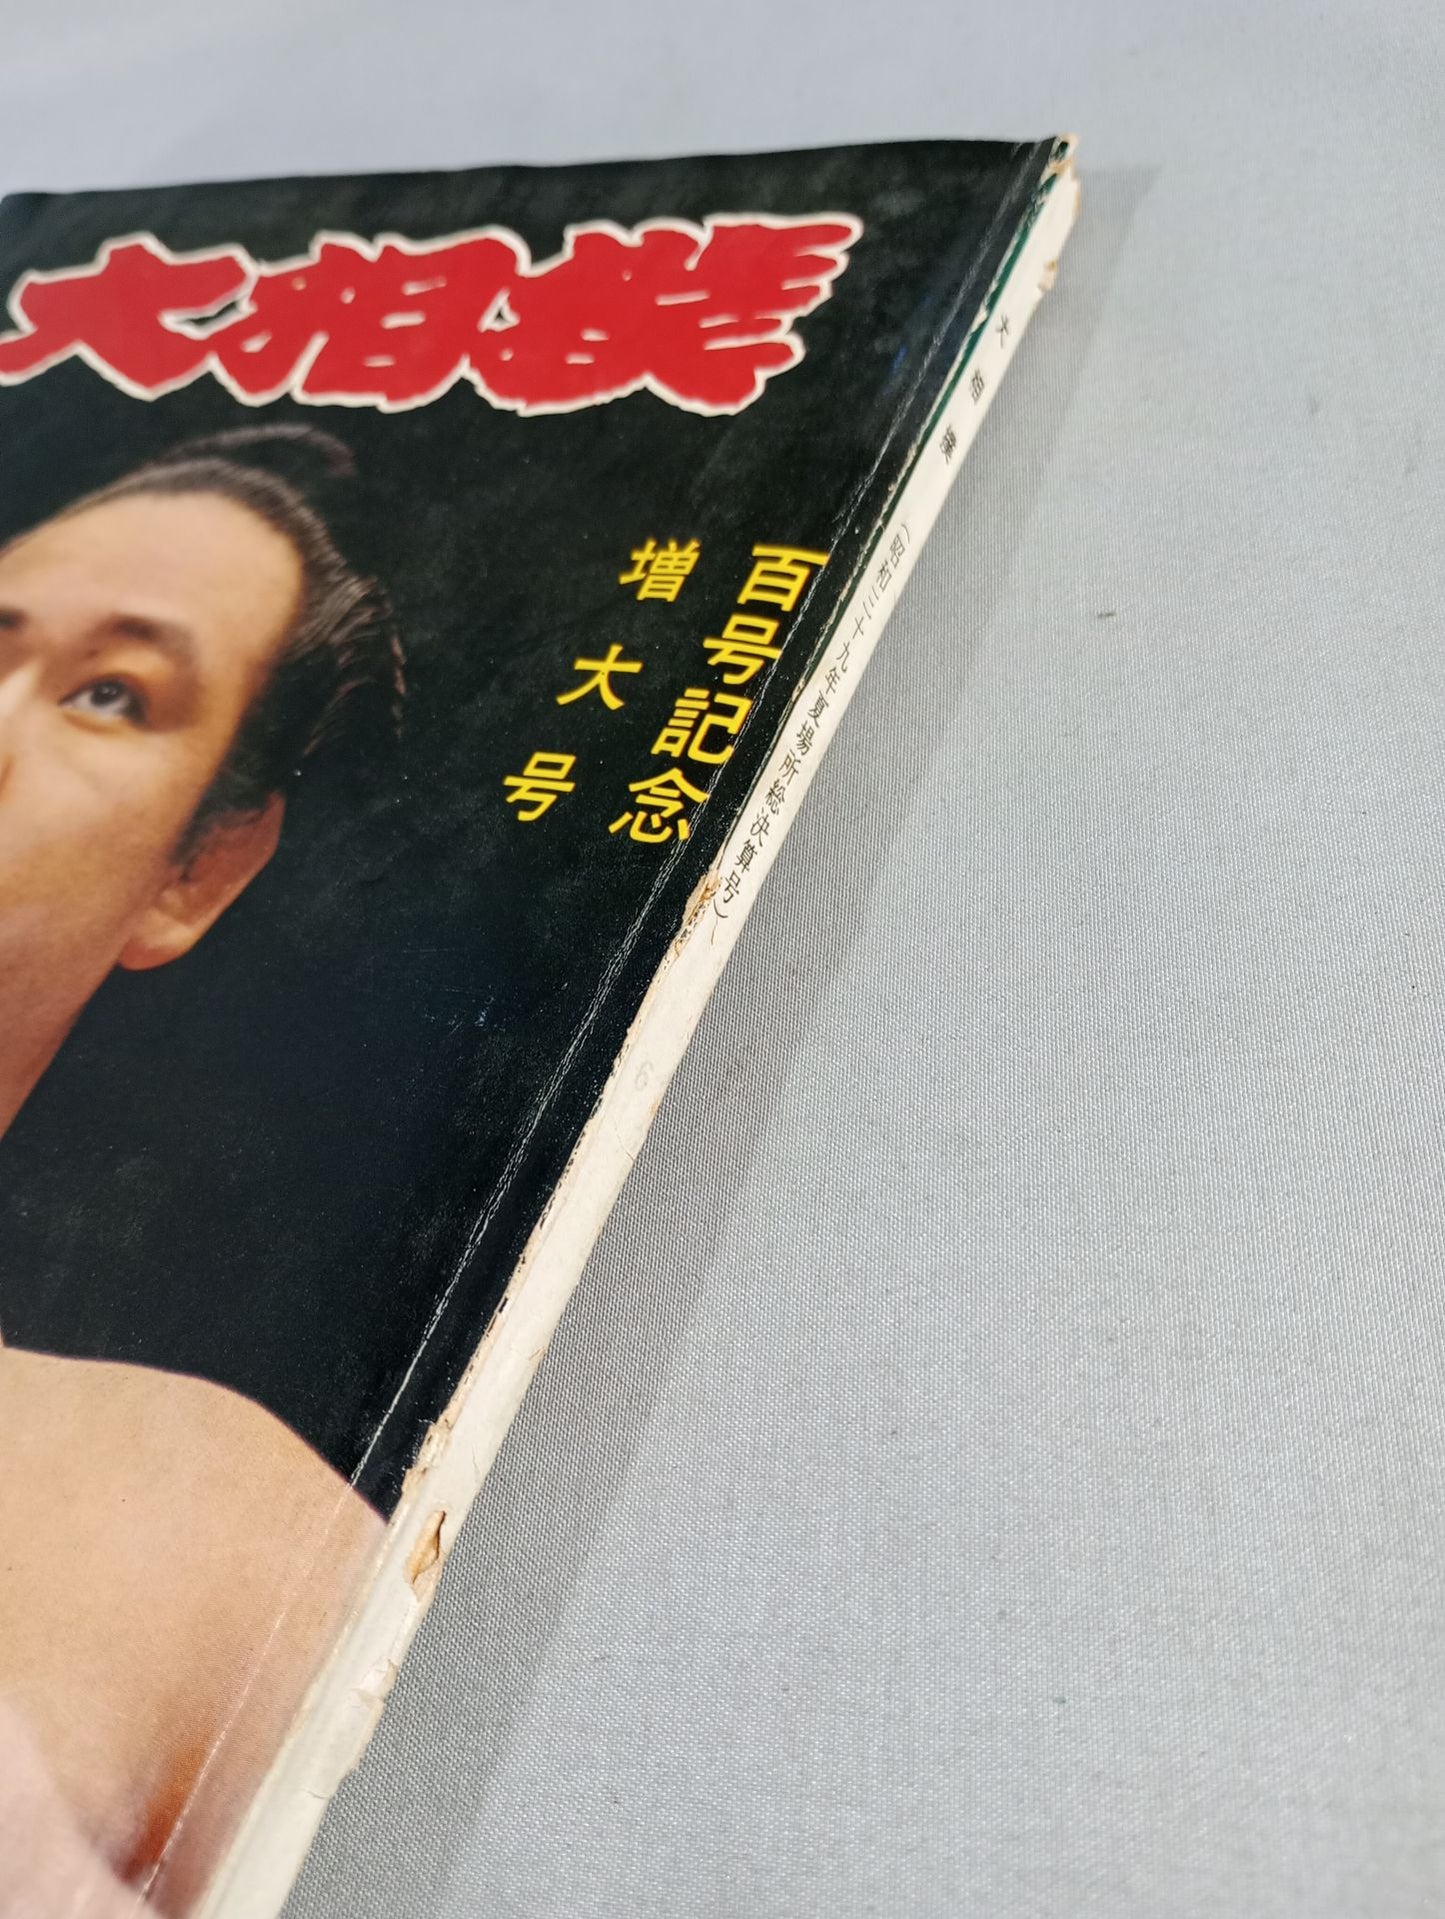 大相撲
百号記念
増大号
大相撲
(昭和三十九年夏場所総決算号)
6